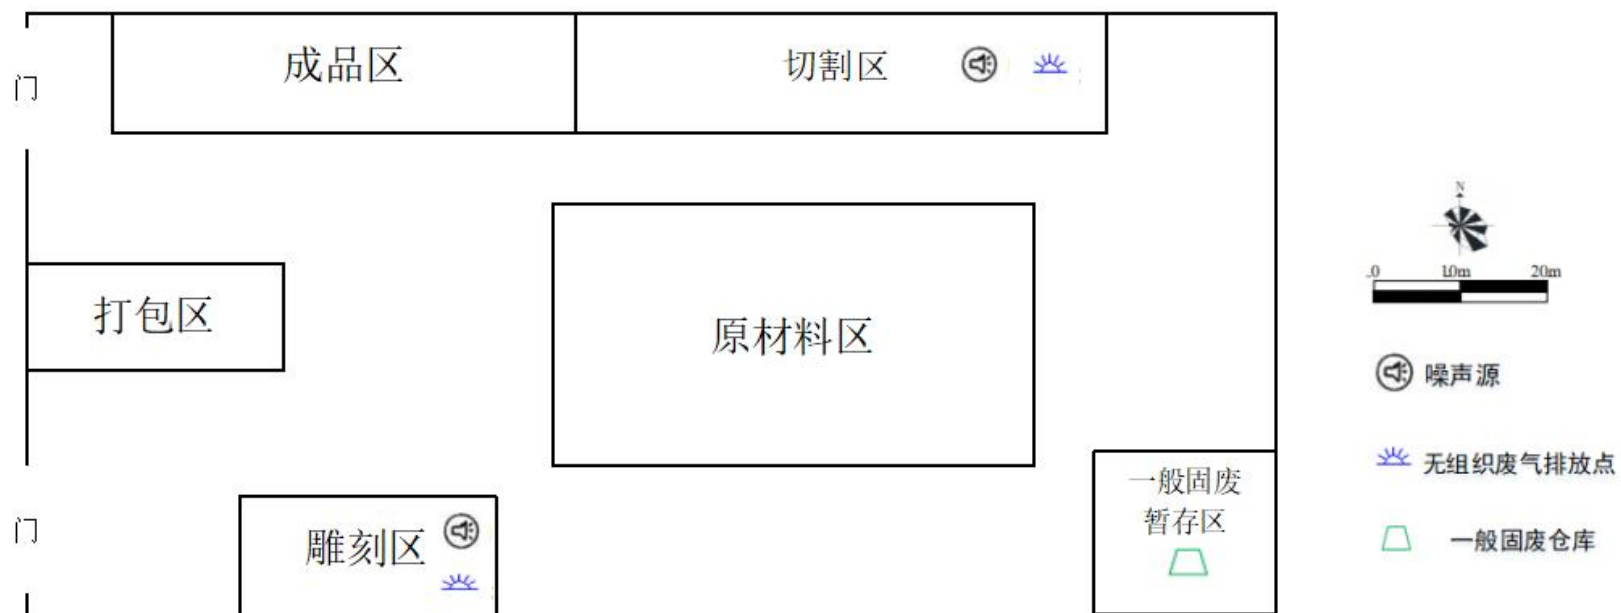 门
成品区
切割区
打包区
原材料区
一般固废
暂存区
门
雕刻区
N
0 10m 20m
噪声源
无组织废气排放点
一般固废仓库